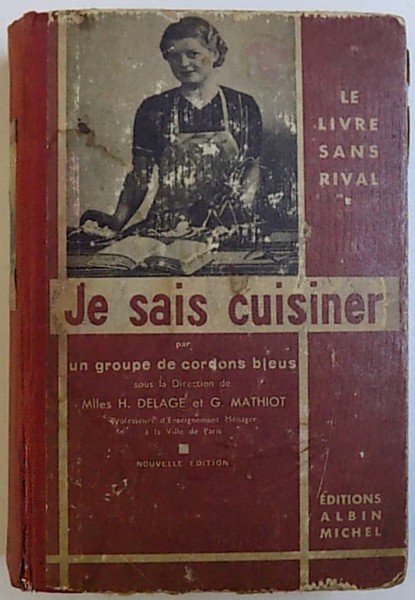 LE
LIVRE
SANS
RIVAL
Je sais cuisiner
par
un groupe de cordons bleus
sous la Direction de
Mlles H. DELAGE et G. MATHIOT
Professeurs d'Enseignement Ménager
à la Ville de Paris
NOUVELLE EDITION
ÉDITIONS
ALBIN
MICHEL